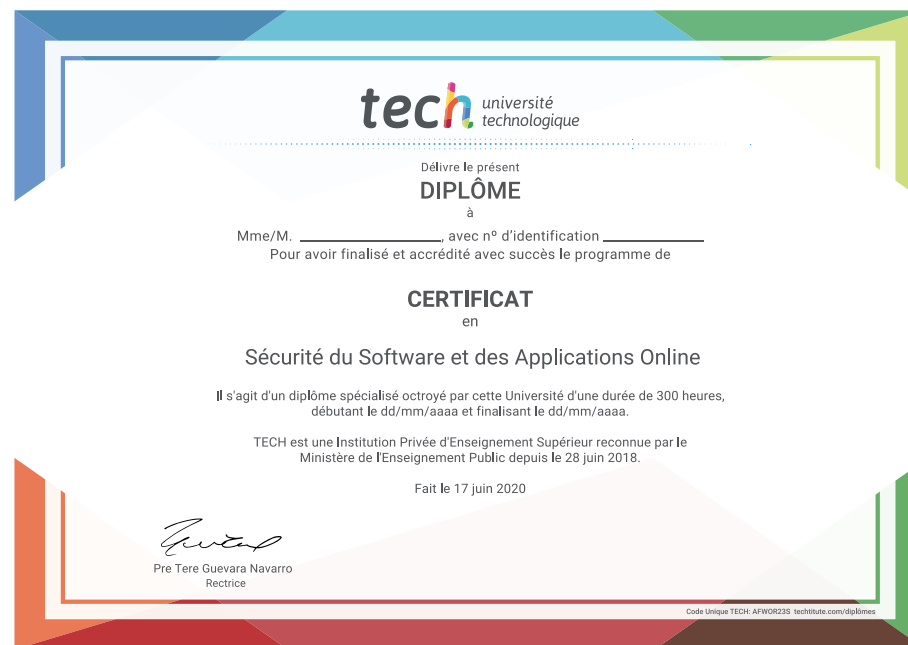 tech université
technologique
Délivre le présent
DIPLÔME
à
Mme/M. ____________, avec nº d'identification ____________
Pour avoir finalisé et accrédité avec succès le programme de
CERTIFICAT
en
Sécurité du Software et des Applications Online
Il s'agit d'un diplôme spécialisé octroyé par cette Université d'une durée de 300 heures,
débutant le dd/mm/aaaa et finalisant le dd/mm/aaaa.
TECH est une Institution Privée d'Enseignement Supérieur reconnue par le
Ministère de l'Enseignement Public depuis le 28 juin 2018.
Fait le 17 juin 2020
Pre Tere Guevara Navarro
Rectrice
Code Unique TECH: AFWOR23S techtitute.com/diplômes